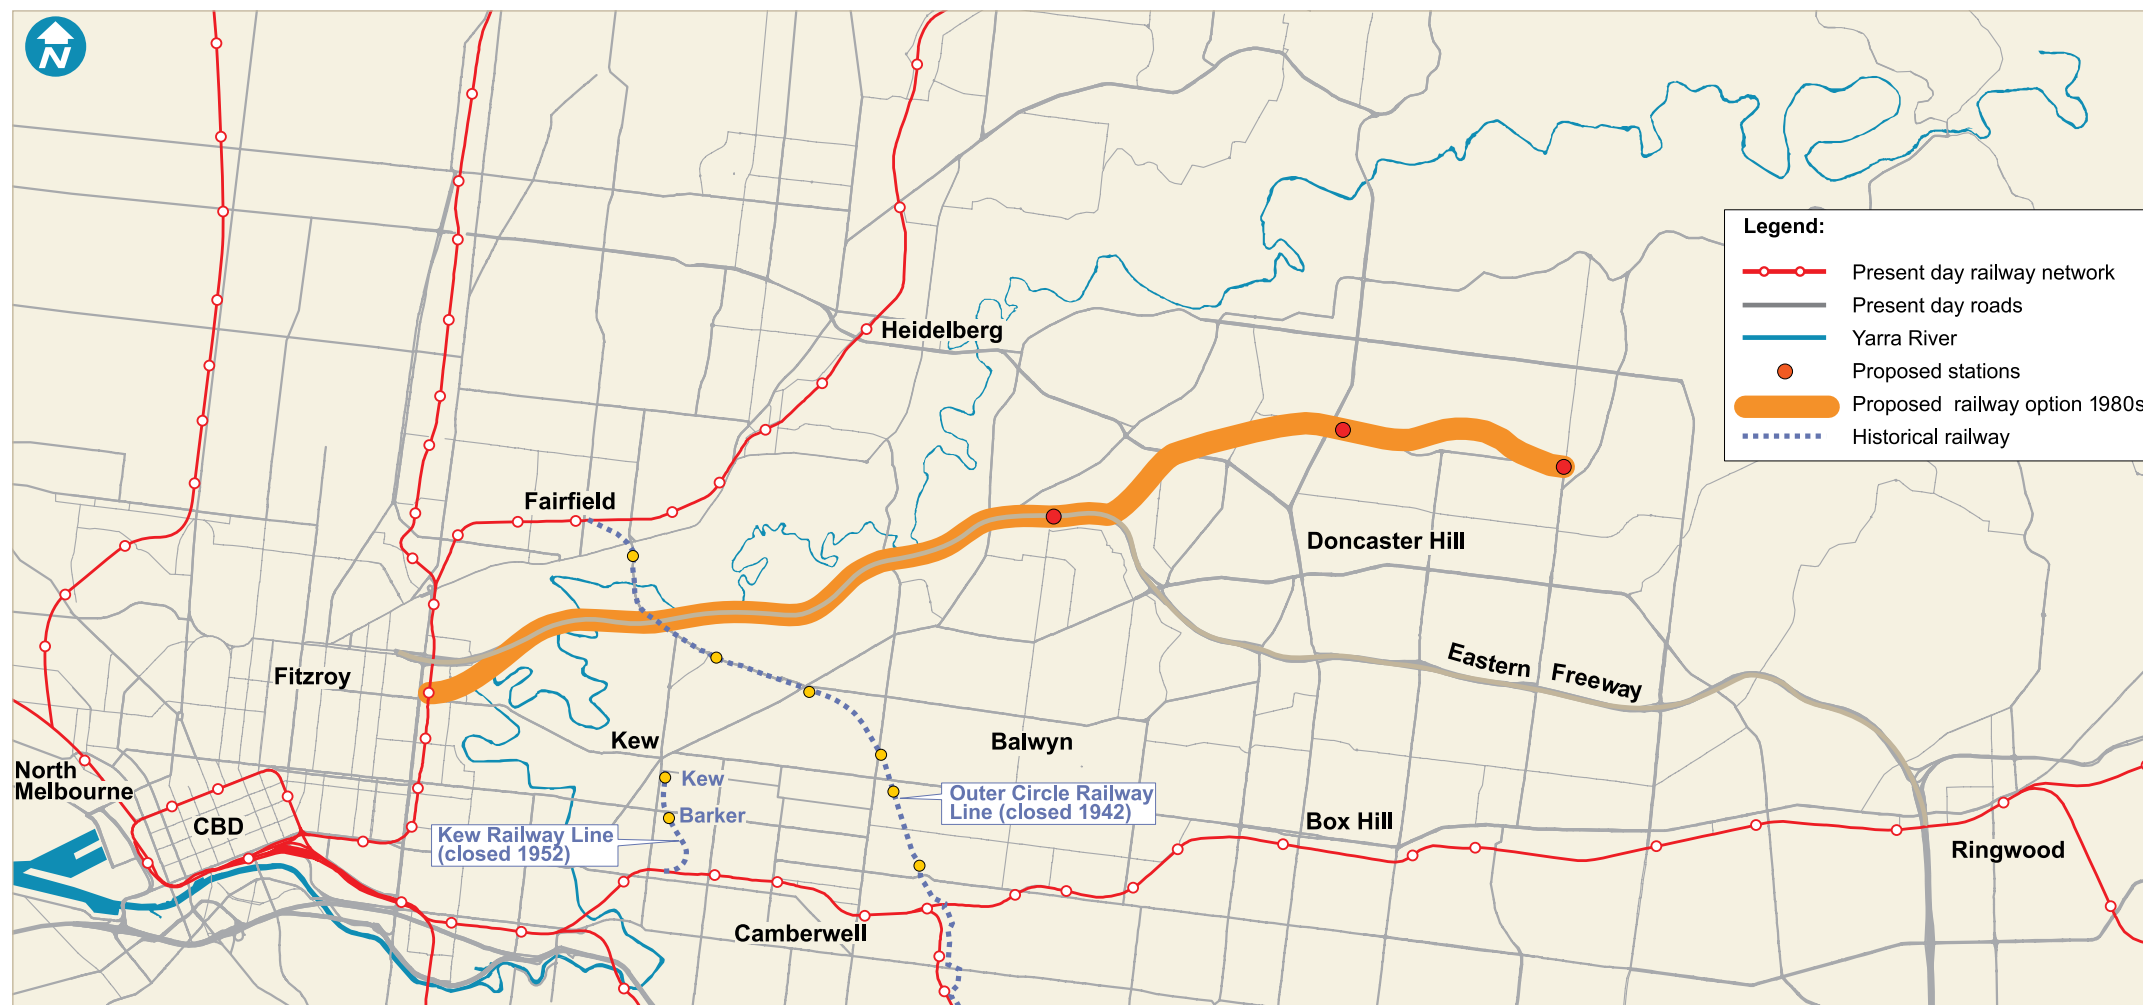 N
Legend:
Present day railway network
Present day roads
Yarra River
Proposed stations
Proposed railway option 1980s
Historical railway
Heidelberg
Fairfield
Doncaster Hill
Eastern Freeway
Fitzroy
Kew
Balwyn
North
Melbourne
Kew
Outer Circle Railway
Line (closed 1942)
Barker
CBD
Kew Railway Line
(closed 1952)
Box Hill
Ringwood
Camberwell